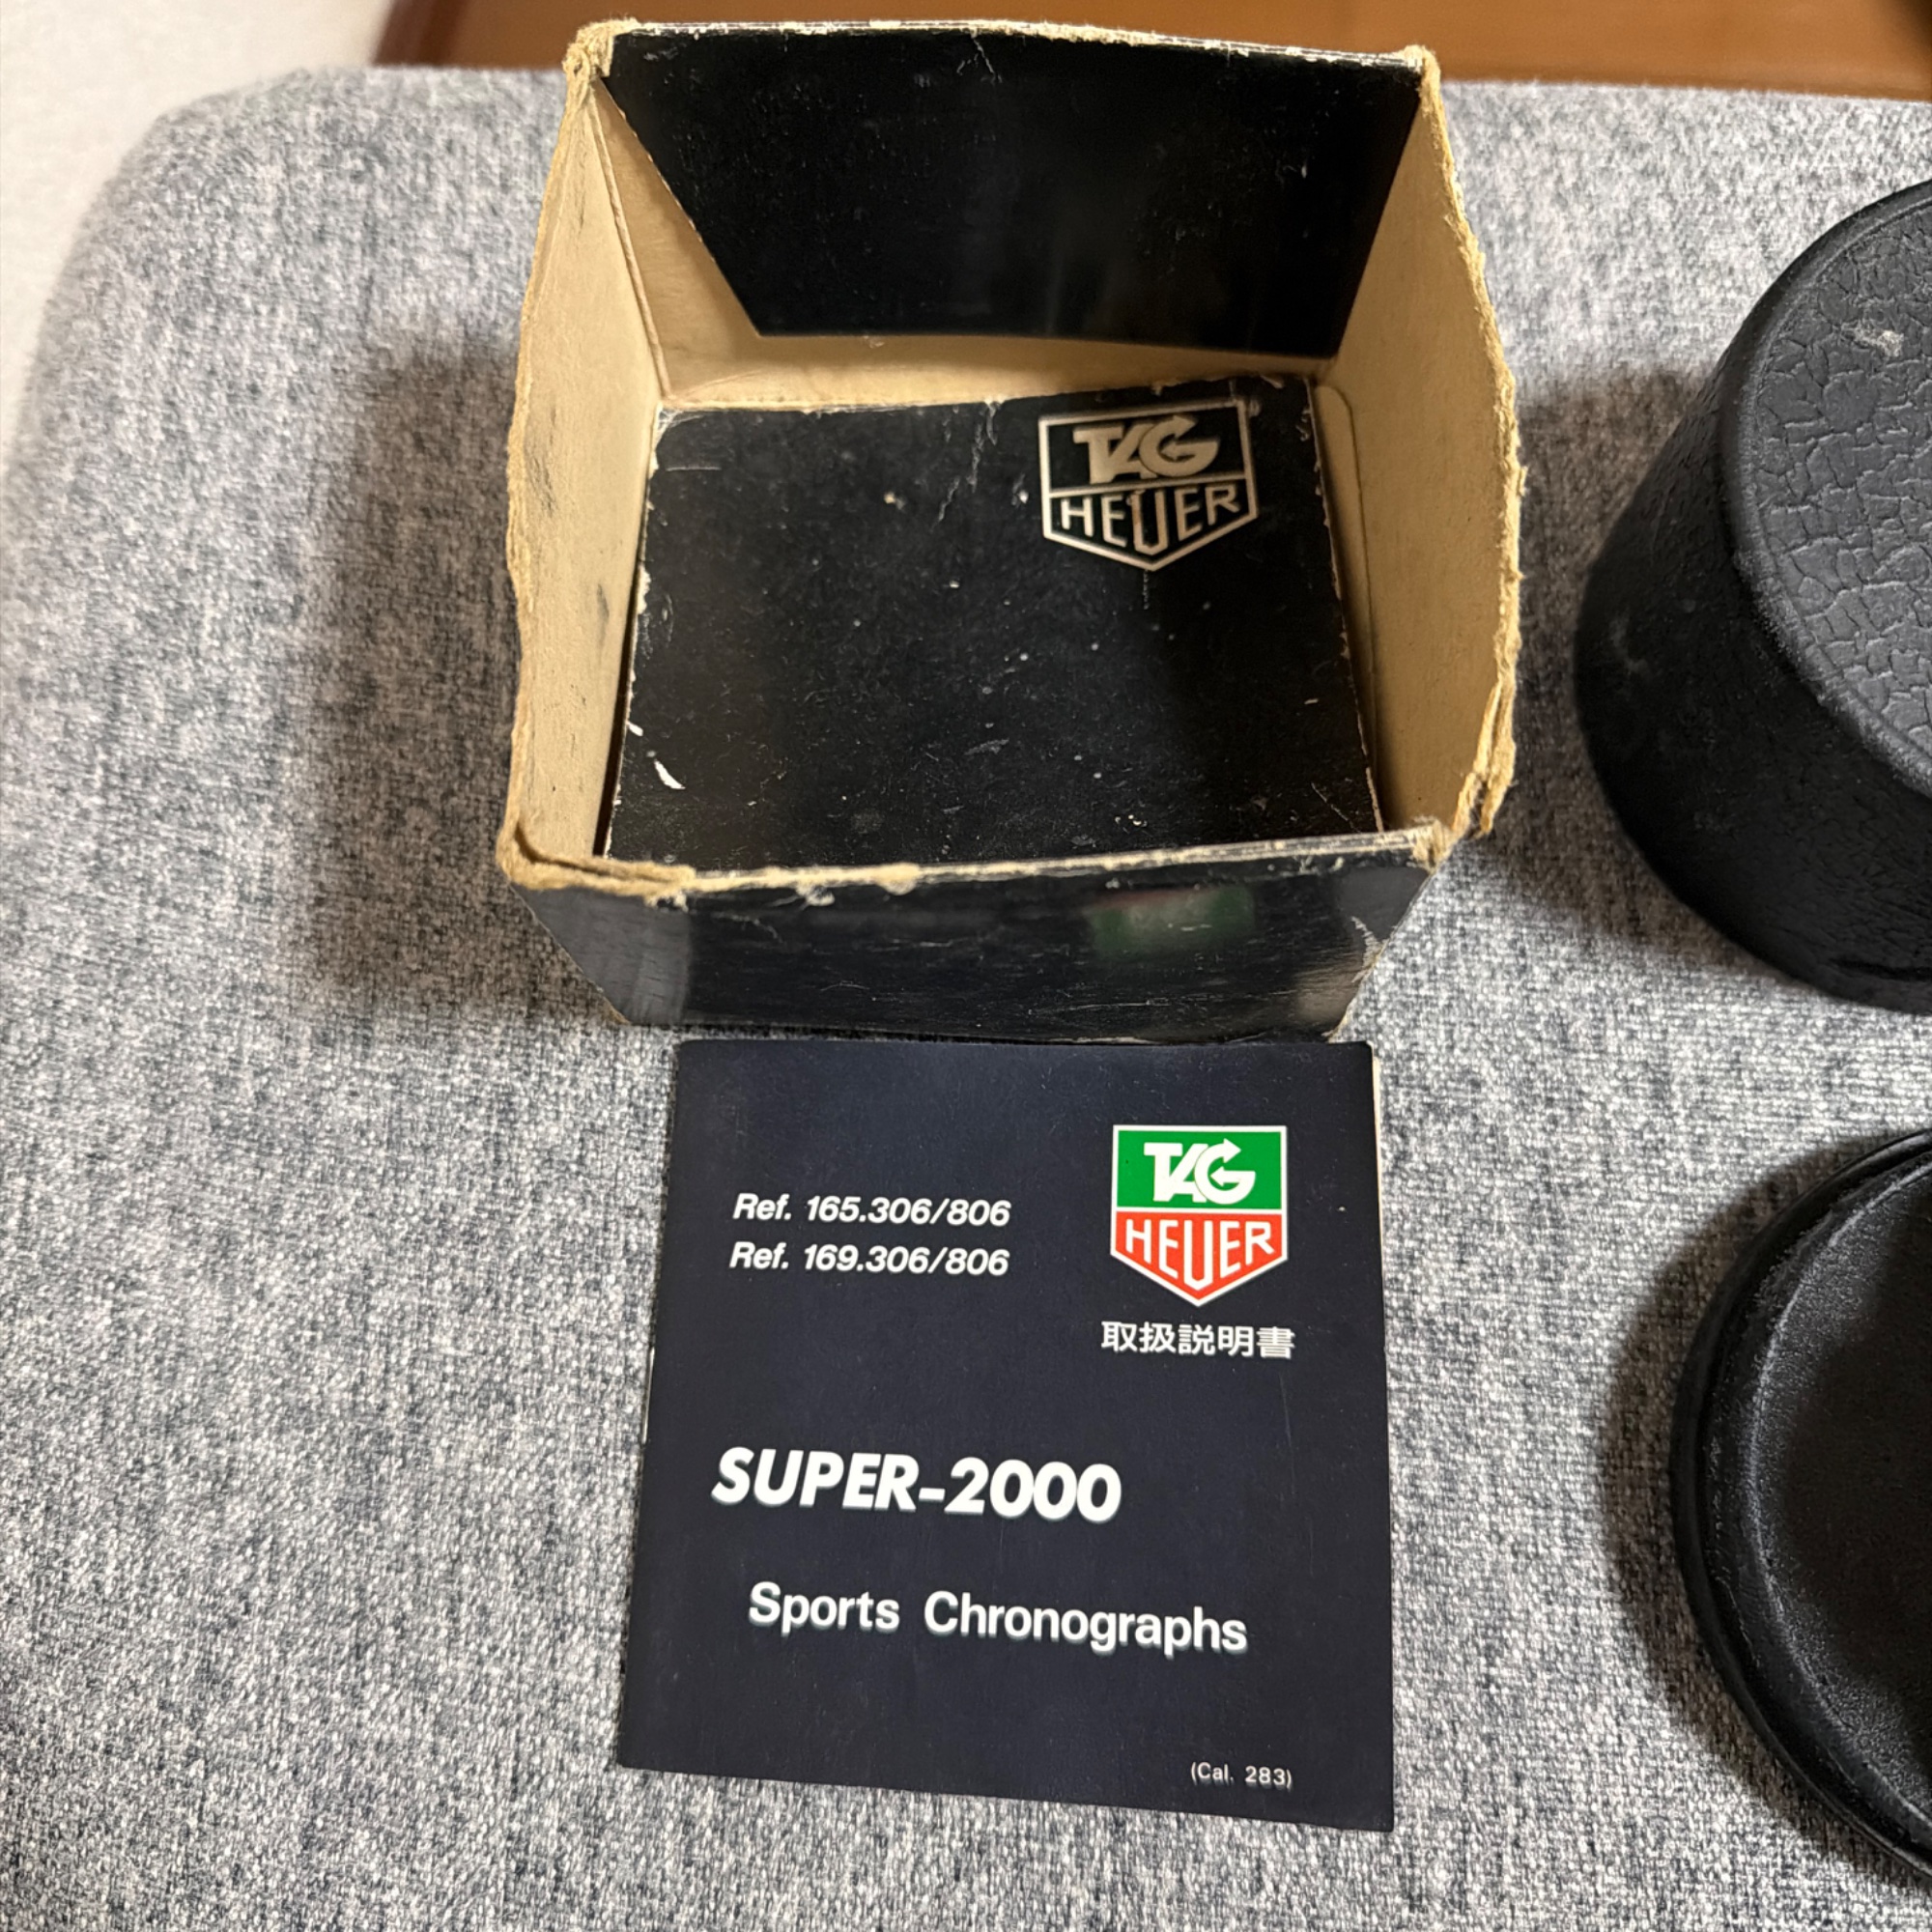 TAG
HEUER
Ref. 165.306/806
Ref. 169.306/806
TAG
HEUER
取扱説明書
SUPER-2000
Sports Chronographs
(Cal. 283)